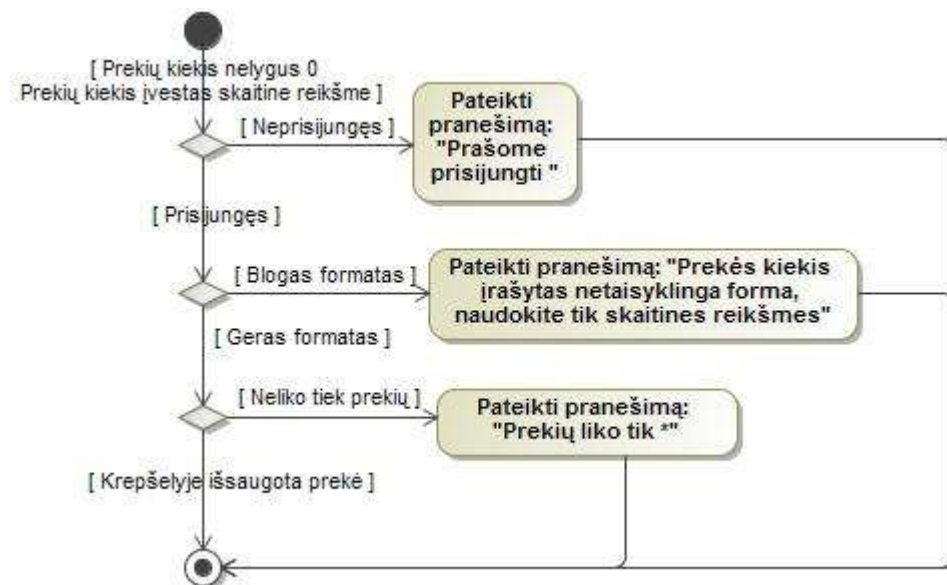 [ Prekių kiekis nelygus 0
Prekių kiekis įvestas skaitine reikšme ]
[ Neprisijungęs ]
Pateikti
pranešimą:
"Prašome
prisijungti "
[ Prisijungęs ]
[ Blogas formatas ]
Pateikti pranešimą: "Prekės kiekis
įrašytas netaisyklinga forma,
naudokite tik skaitines reikšmes"
[ Geras formatas ]
[ Neliko tiek prekių ]
Pateikti pranešimą:
"Prekių liko tik *"
[ Krepšelyje išsaugota prekė ]